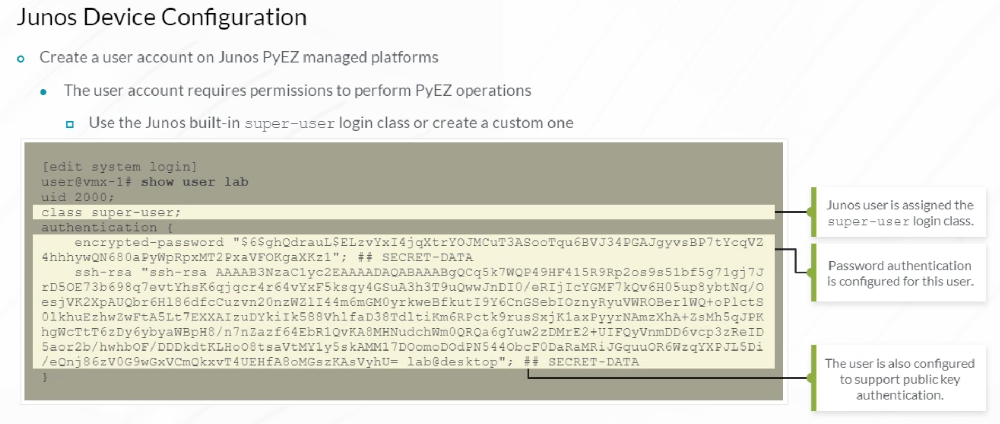 Junos Device Configuration
Create a user account on Junos PyEZ managed platforms
The user account requires permissions to perform PyEZ operations
Use the Junos built-in super-user login class or create a custom one
[edit system login]
user@vmx-1# show user lab
uid 2000;
class super-user;
authentication {
encrypted-password "$6$ghQdrauL$ELzvYxI4jqXtrYOJMCuT3ASooTqu6BVJ34PGAJgyvsBP7tYcqVZ
4hhhywQN680aPyWpRpxMT2PxaVFOKgaXKz1"; ## SECRET-DATA
ssh-rsa "ssh-rsa AAAAB3NzaC1yc2EAAAADAQABAAABgQCq5k7WQP49HF415R9Rp2os9s51bf5g71gj7J
rD5OE73b698q7evtYhsK6qjqcr4r64vYxF5ksqy4GSuA3h3T9uQwwJnDI0/eRIjIcYGMF7kQv6H05up8ybtNq/O
esjVK2XpAUQbr6Hl86dfcCuzvn20nzWZlI44m6mGM0yrkweBfkutI9Y6CnGSebIOznyRyuVWROBer1WQ+oPlctS
0lkhuEzhwZwFtA5Lt7EXXAIzuDYkiIk588VhlfaD38TdltiKm6RPctk9rusSxjK1axPyyrNAmzXhA+ZsMh5qJPK
hgWcTtT6zDy6ybyaWBpH8/n7nZazf64EbR1QvKA8MHNudchWm0QRQa6gYuw2zDMrE2+UIFQyVnmDD6vcp3zReID
5aor2b/hwhbOF/DDDkdtKLHoO8tsaVtMY1y5skAMM17DOomoDOdPN544ObcF0DaRaMRiJGquuOR6WzqYXPJL5Di
/eQnj86zV0G9wGxVCmQkxvT4UEHfA8oMGszKAsVyhU= lab@desktop"; ## SECRET-DATA
}
Junos user is assigned the
super-user login class.
Password authentication
is configured for this user.
The user is also configured
to support public key
authentication.